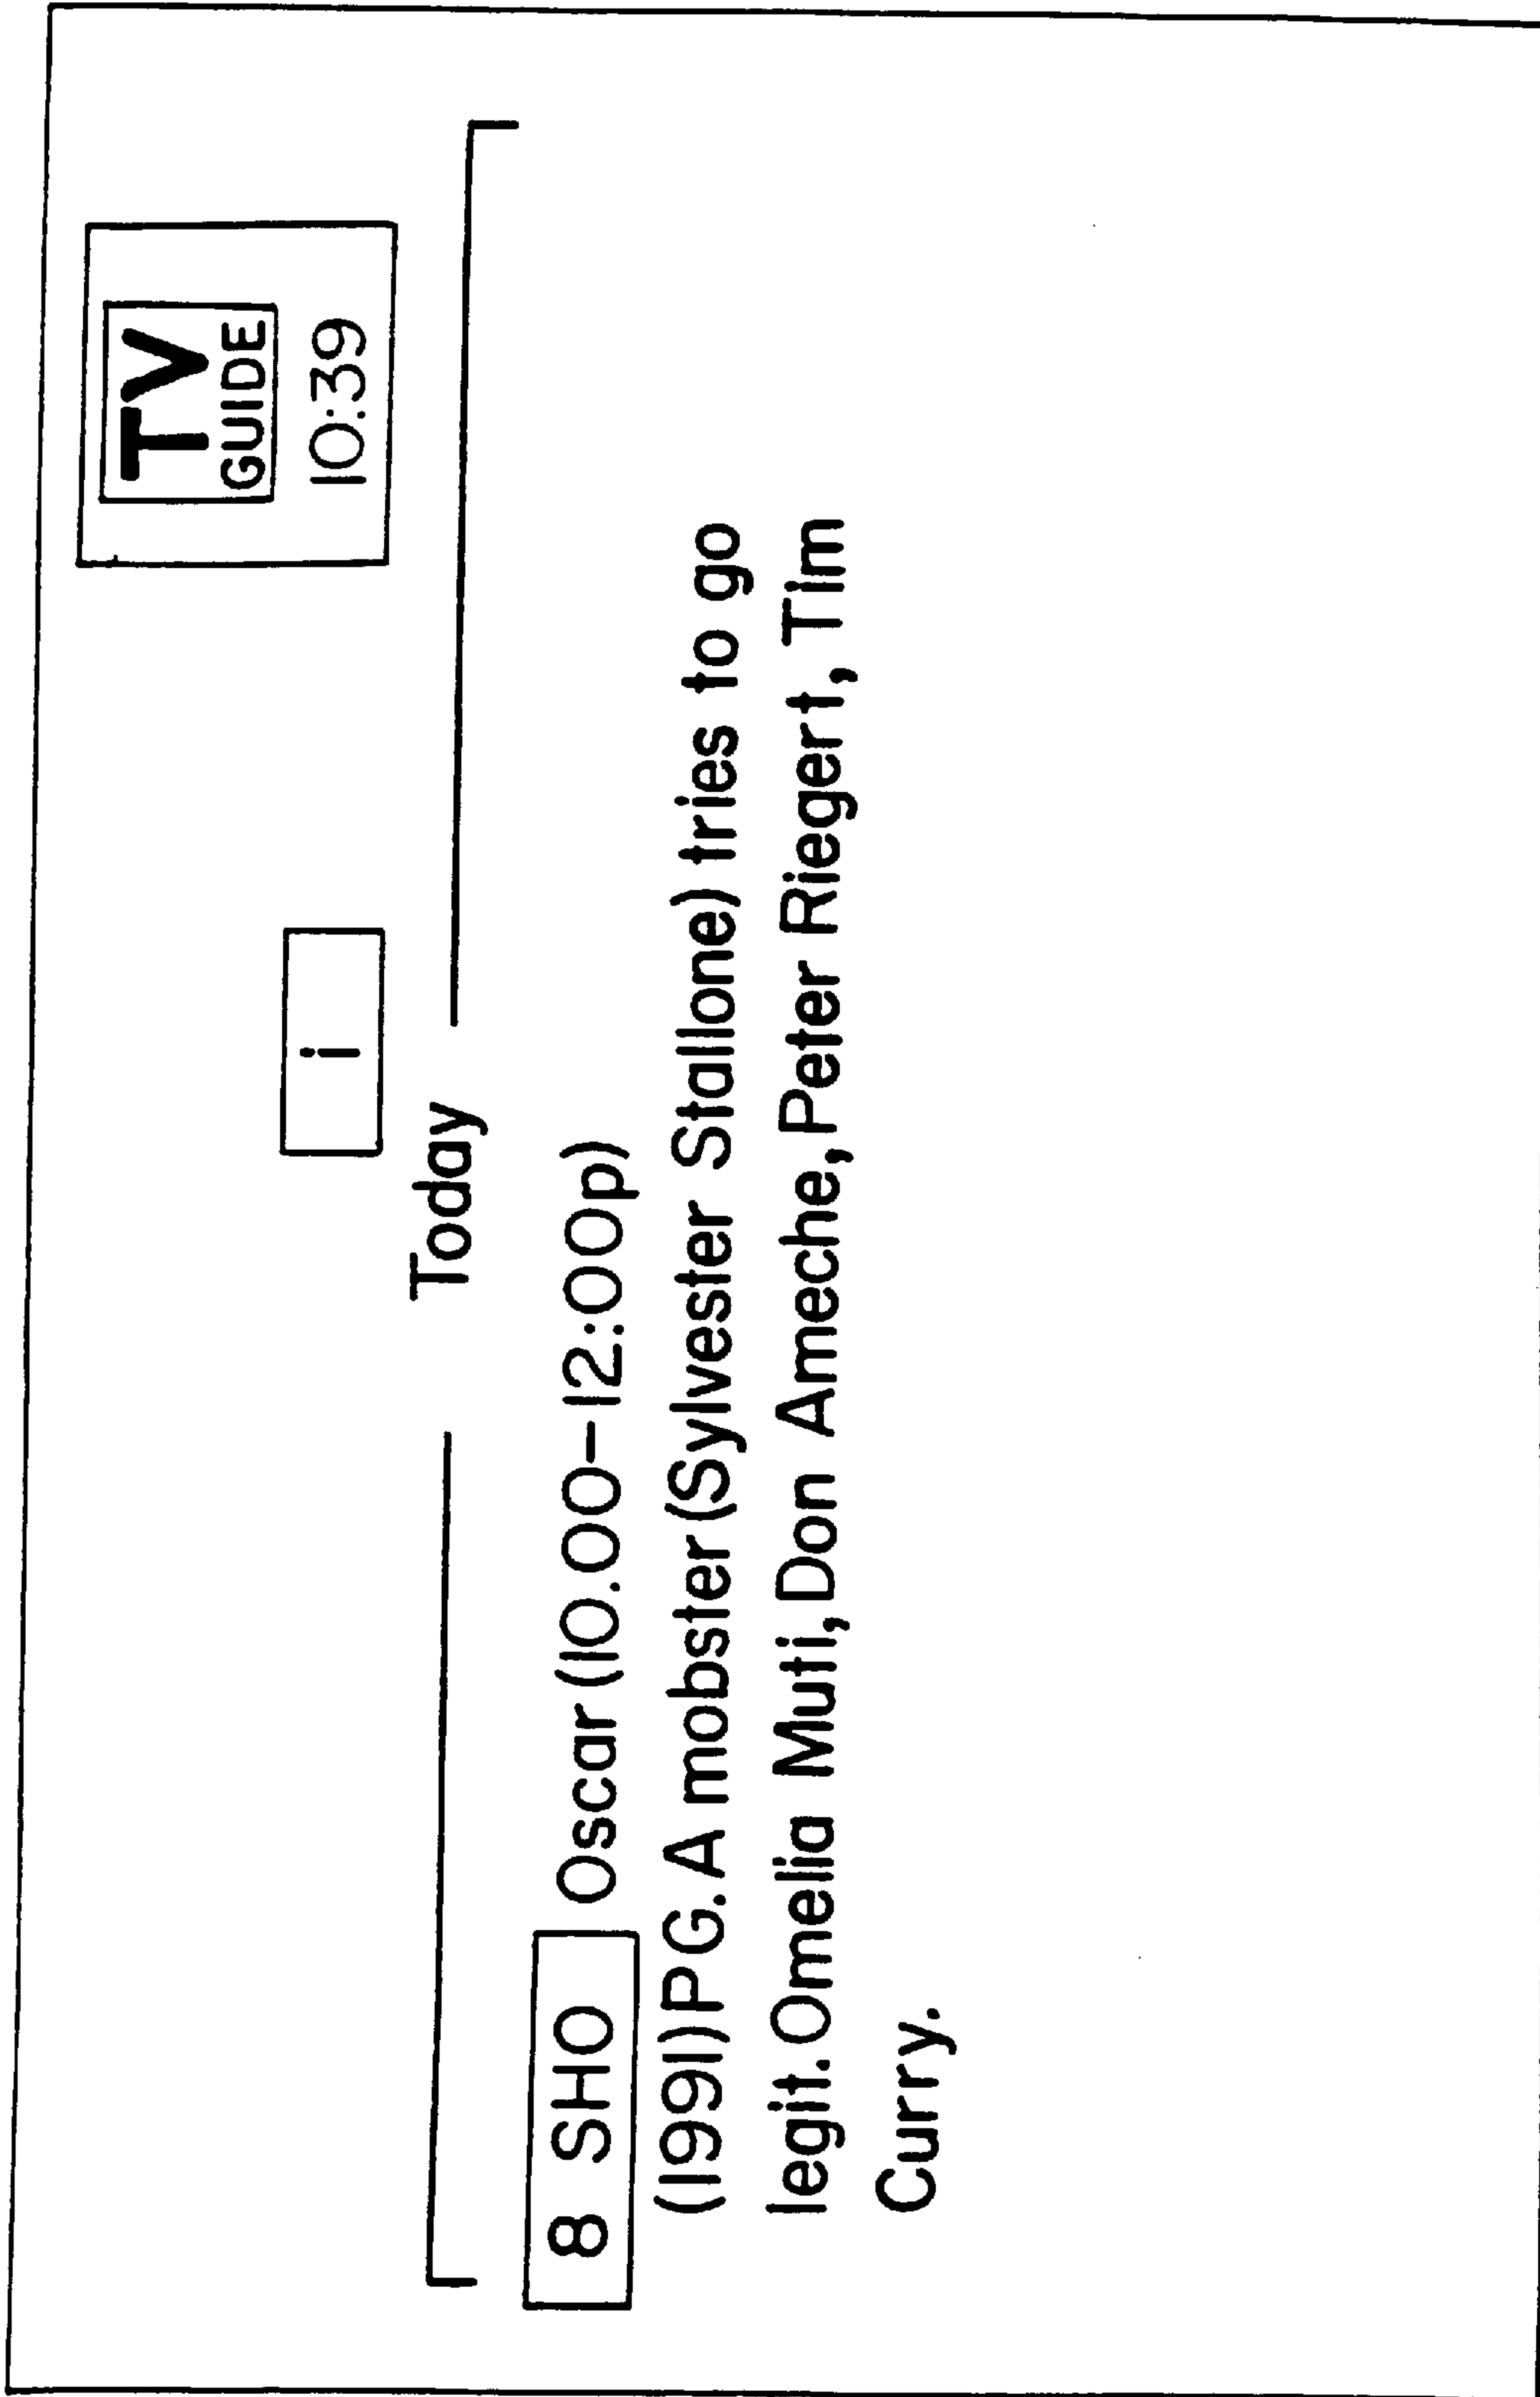 TV
GUIDE
10:39
i
Today
8 SHO Oscar (10.00-12:00p)
(1991) PG. A mobster (Sylvester Stallone) tries to go
legit. Omelia Muti, Don Ameche, Peter Riegert, Tim
Curry.